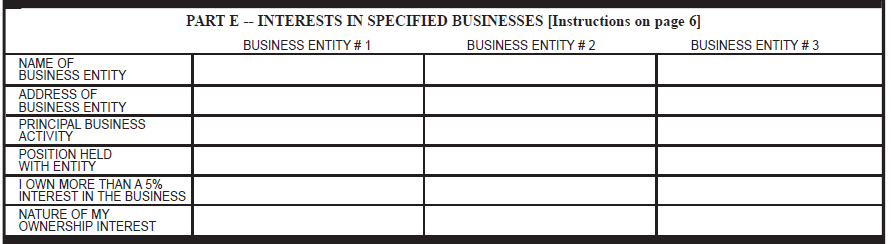 PART E -- INTERESTS IN SPECIFIED BUSINESSES [Instructions on page 6]
BUSINESS ENTITY # 1 BUSINESS ENTITY # 2 BUSINESS ENTITY # 3
NAME OF
BUSINESS ENTITY
ADDRESS OF
BUSINESS ENTITY
PRINCIPAL BUSINESS
ACTIVITY
POSITION HELD
WITH ENTITY
I OWN MORE THAN A 5%
INTEREST IN THE BUSINESS
NATURE OF MY
OWNERSHIP INTEREST